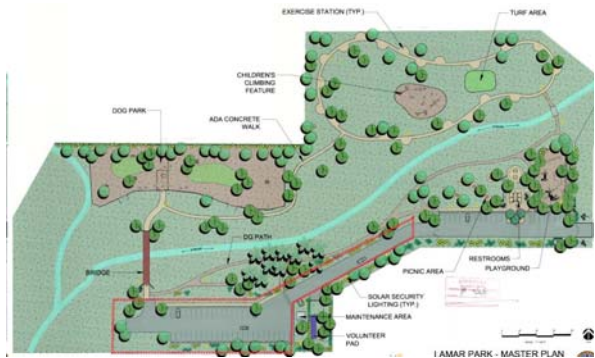 EXERCISE STATION (TYP.)
TURF AREA
CHILDREN'S
CLIMBING
FEATURE
DOG PARK
ADA CONCRETE
WALK
DG PATH
BRIDGE
RESTROOMS
PLAYGROUND
PICNIC AREA
SOLAR SECURITY
LIGHTING (TYP.)
MAINTENANCE AREA
VOLUNTEER
PAD
LAMAR PARK - MASTER PLAN